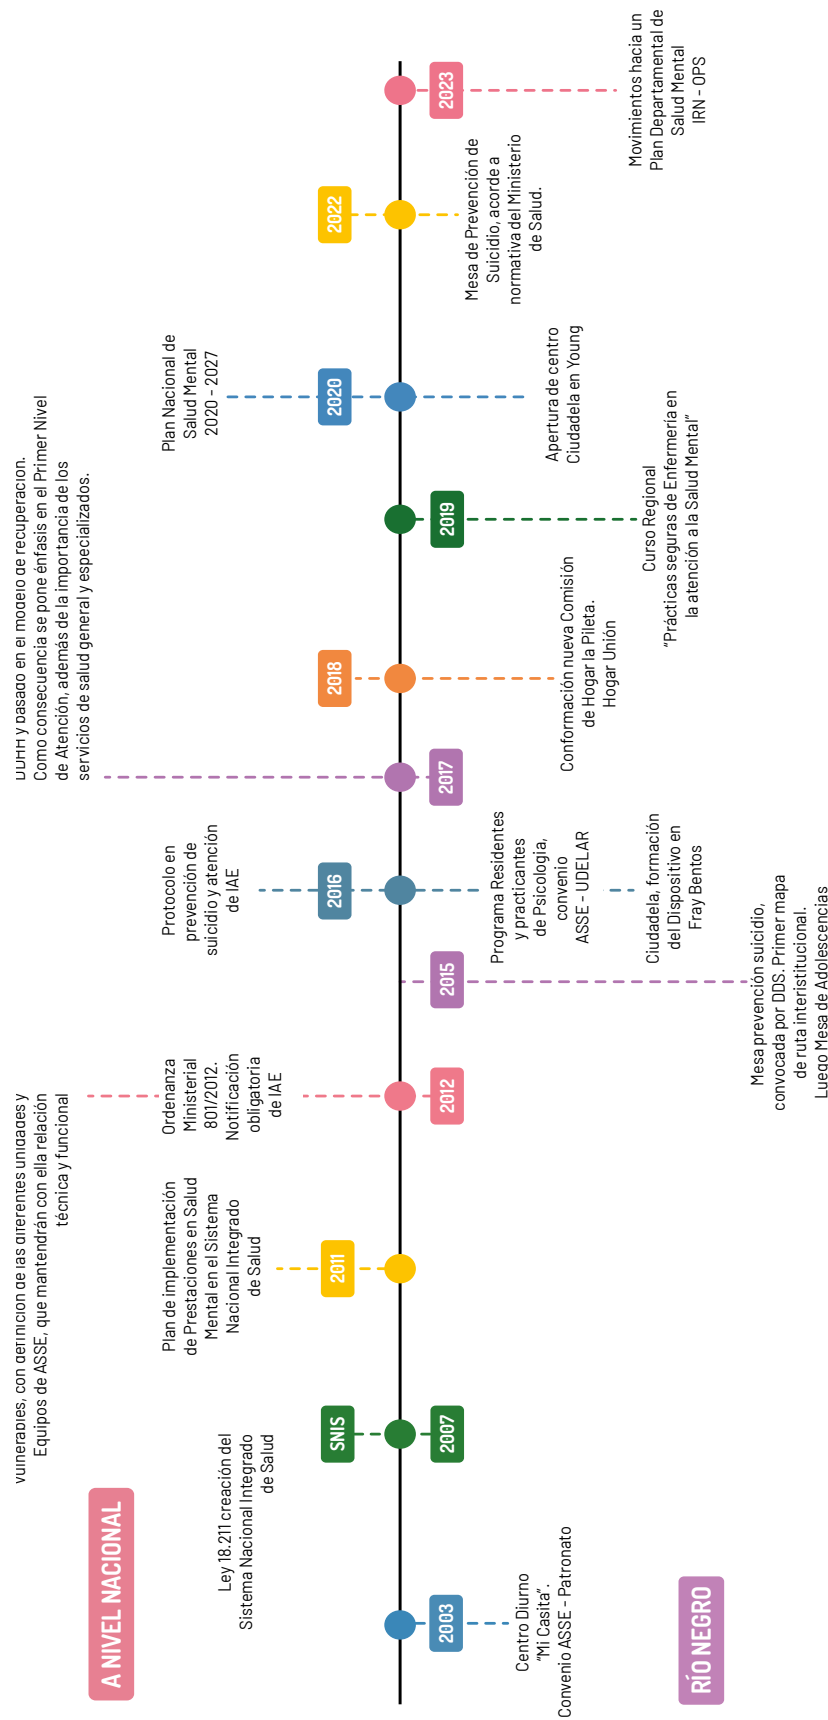 A NIVEL NACIONAL
vulnerables, con definición de las diferentes unidades y
Equipos de ASSE, que mantendrán con ella relación
técnica y funcional
DDHH y basado en el modelo de recuperación.
Como consecuencia se pone énfasis en el Primer Nivel
de Atención, además de la importancia de los
servicios de salud general y especializados.
Ley 18.211 creación del
Sistema Nacional Integrado
de Salud
Plan de implementación
de Prestaciones en Salud
Mental en el Sistema
Nacional Integrado
de Salud
Ordenanza
Ministerial
801/2012.
Notificación
obligatoria
de IAE
Protocolo en
prevención de
suicidio y atención
de IAE
Plan Nacional de
Salud Mental
2020 - 2027
SNIS
2011
2016
2018
2020
2022
2003
2007
2012
2015
2017
2019
2023
Centro Diurno
“Mi Casita”.
Convenio ASSE - Patronato
Programa Residentes
y practicantes
de Psicología,
convenio
ASSE - UDELAR
Ciudadela, formación
del Dispositivo en
Fray Bentos
Mesa prevención suicidio,
convocada por DDS. Primer mapa
de ruta interistitucional.
Luego Mesa de Adolescencias
Conformación nueva Comisión
de Hogar la Pileta.
Hogar Unión
Curso Regional
“Prácticas seguras de Enfermería en
la atención a la Salud Mental”
Apertura de centro
Ciudadela en Young
Mesa de Prevención de
Suicidio, acorde a
normativa del Ministerio
de Salud.
Movimientos hacia un
Plan Departamental de
Salud Mental
IRN - OPS
RÍO NEGRO